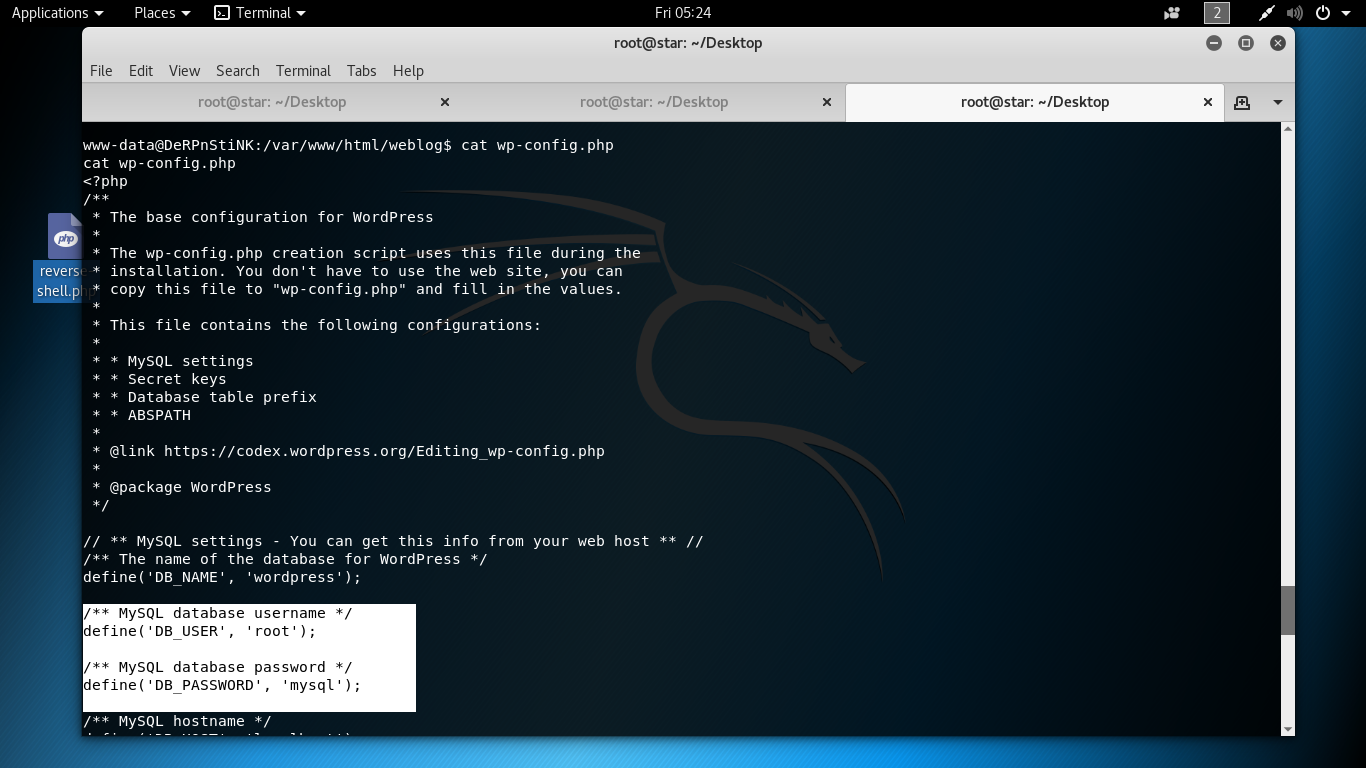 Applications Places Terminal Fri 05:24 2
root@star: ~/Desktop
File Edit View Search Terminal Tabs Help
root@star: ~/Desktop root@star: ~/Desktop root@star: ~/Desktop
www-data@DeRPnStiNK:/var/www/html/weblog$ cat wp-config.php
cat wp-config.php
<?php
/**
 * The base configuration for WordPress
 *
 * The wp-config.php creation script uses this file during the
 * installation. You don't have to use the web site, you can
 * copy this file to "wp-config.php" and fill in the values.
 *
 * This file contains the following configurations:
 *
 * * MySQL settings
 * * Secret keys
 * * Database table prefix
 * * ABSPATH
 *
 * @link https://codex.wordpress.org/Editing_wp-config.php
 *
 * @package WordPress
 */
// ** MySQL settings - You can get this info from your web host ** //
/** The name of the database for WordPress */
define('DB_NAME', 'wordpress');
/** MySQL database username */
define('DB_USER', 'root');
/** MySQL database password */
define('DB_PASSWORD', 'mysql');
/** MySQL hostname */
php
reverse
shell.ph